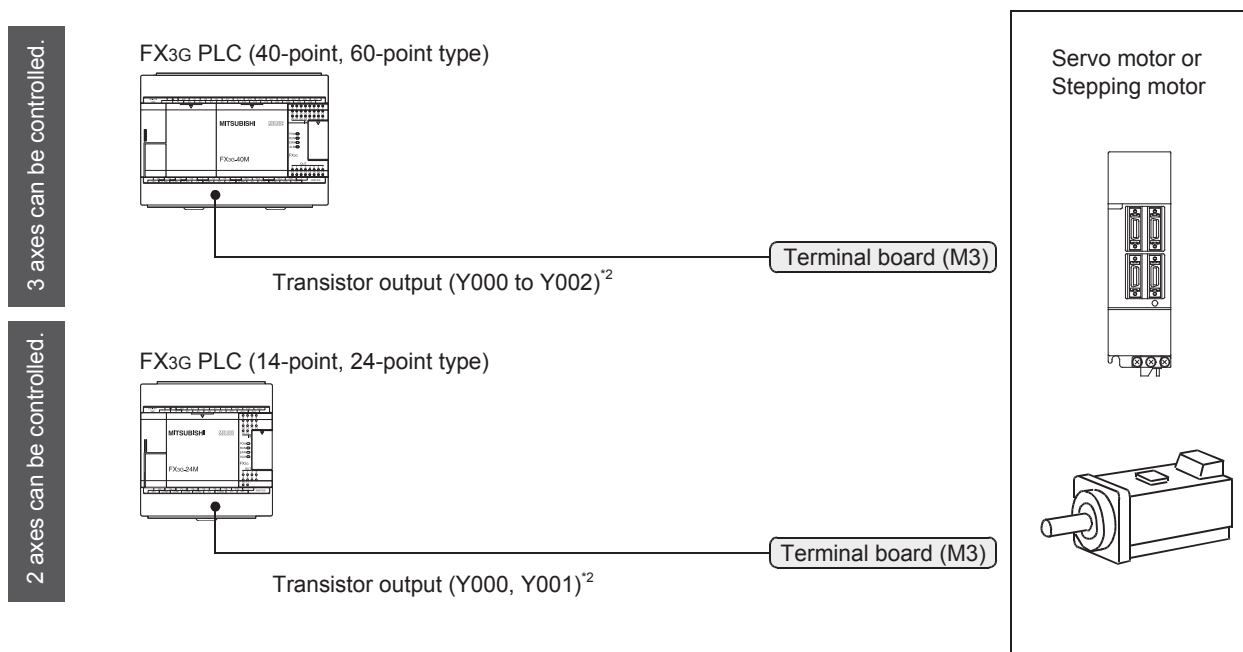 3 axes can be controlled.
FX3G PLC (40-point, 60-point type)
MITSUBISHI
FX3G-40M
Transistor output (Y000 to Y002)*2
Terminal board (M3)
2 axes can be controlled.
FX3G PLC (14-point, 24-point type)
MITSUBISHI
FX3G-24M
Transistor output (Y000, Y001)*2
Terminal board (M3)
Servo motor or
Stepping motor